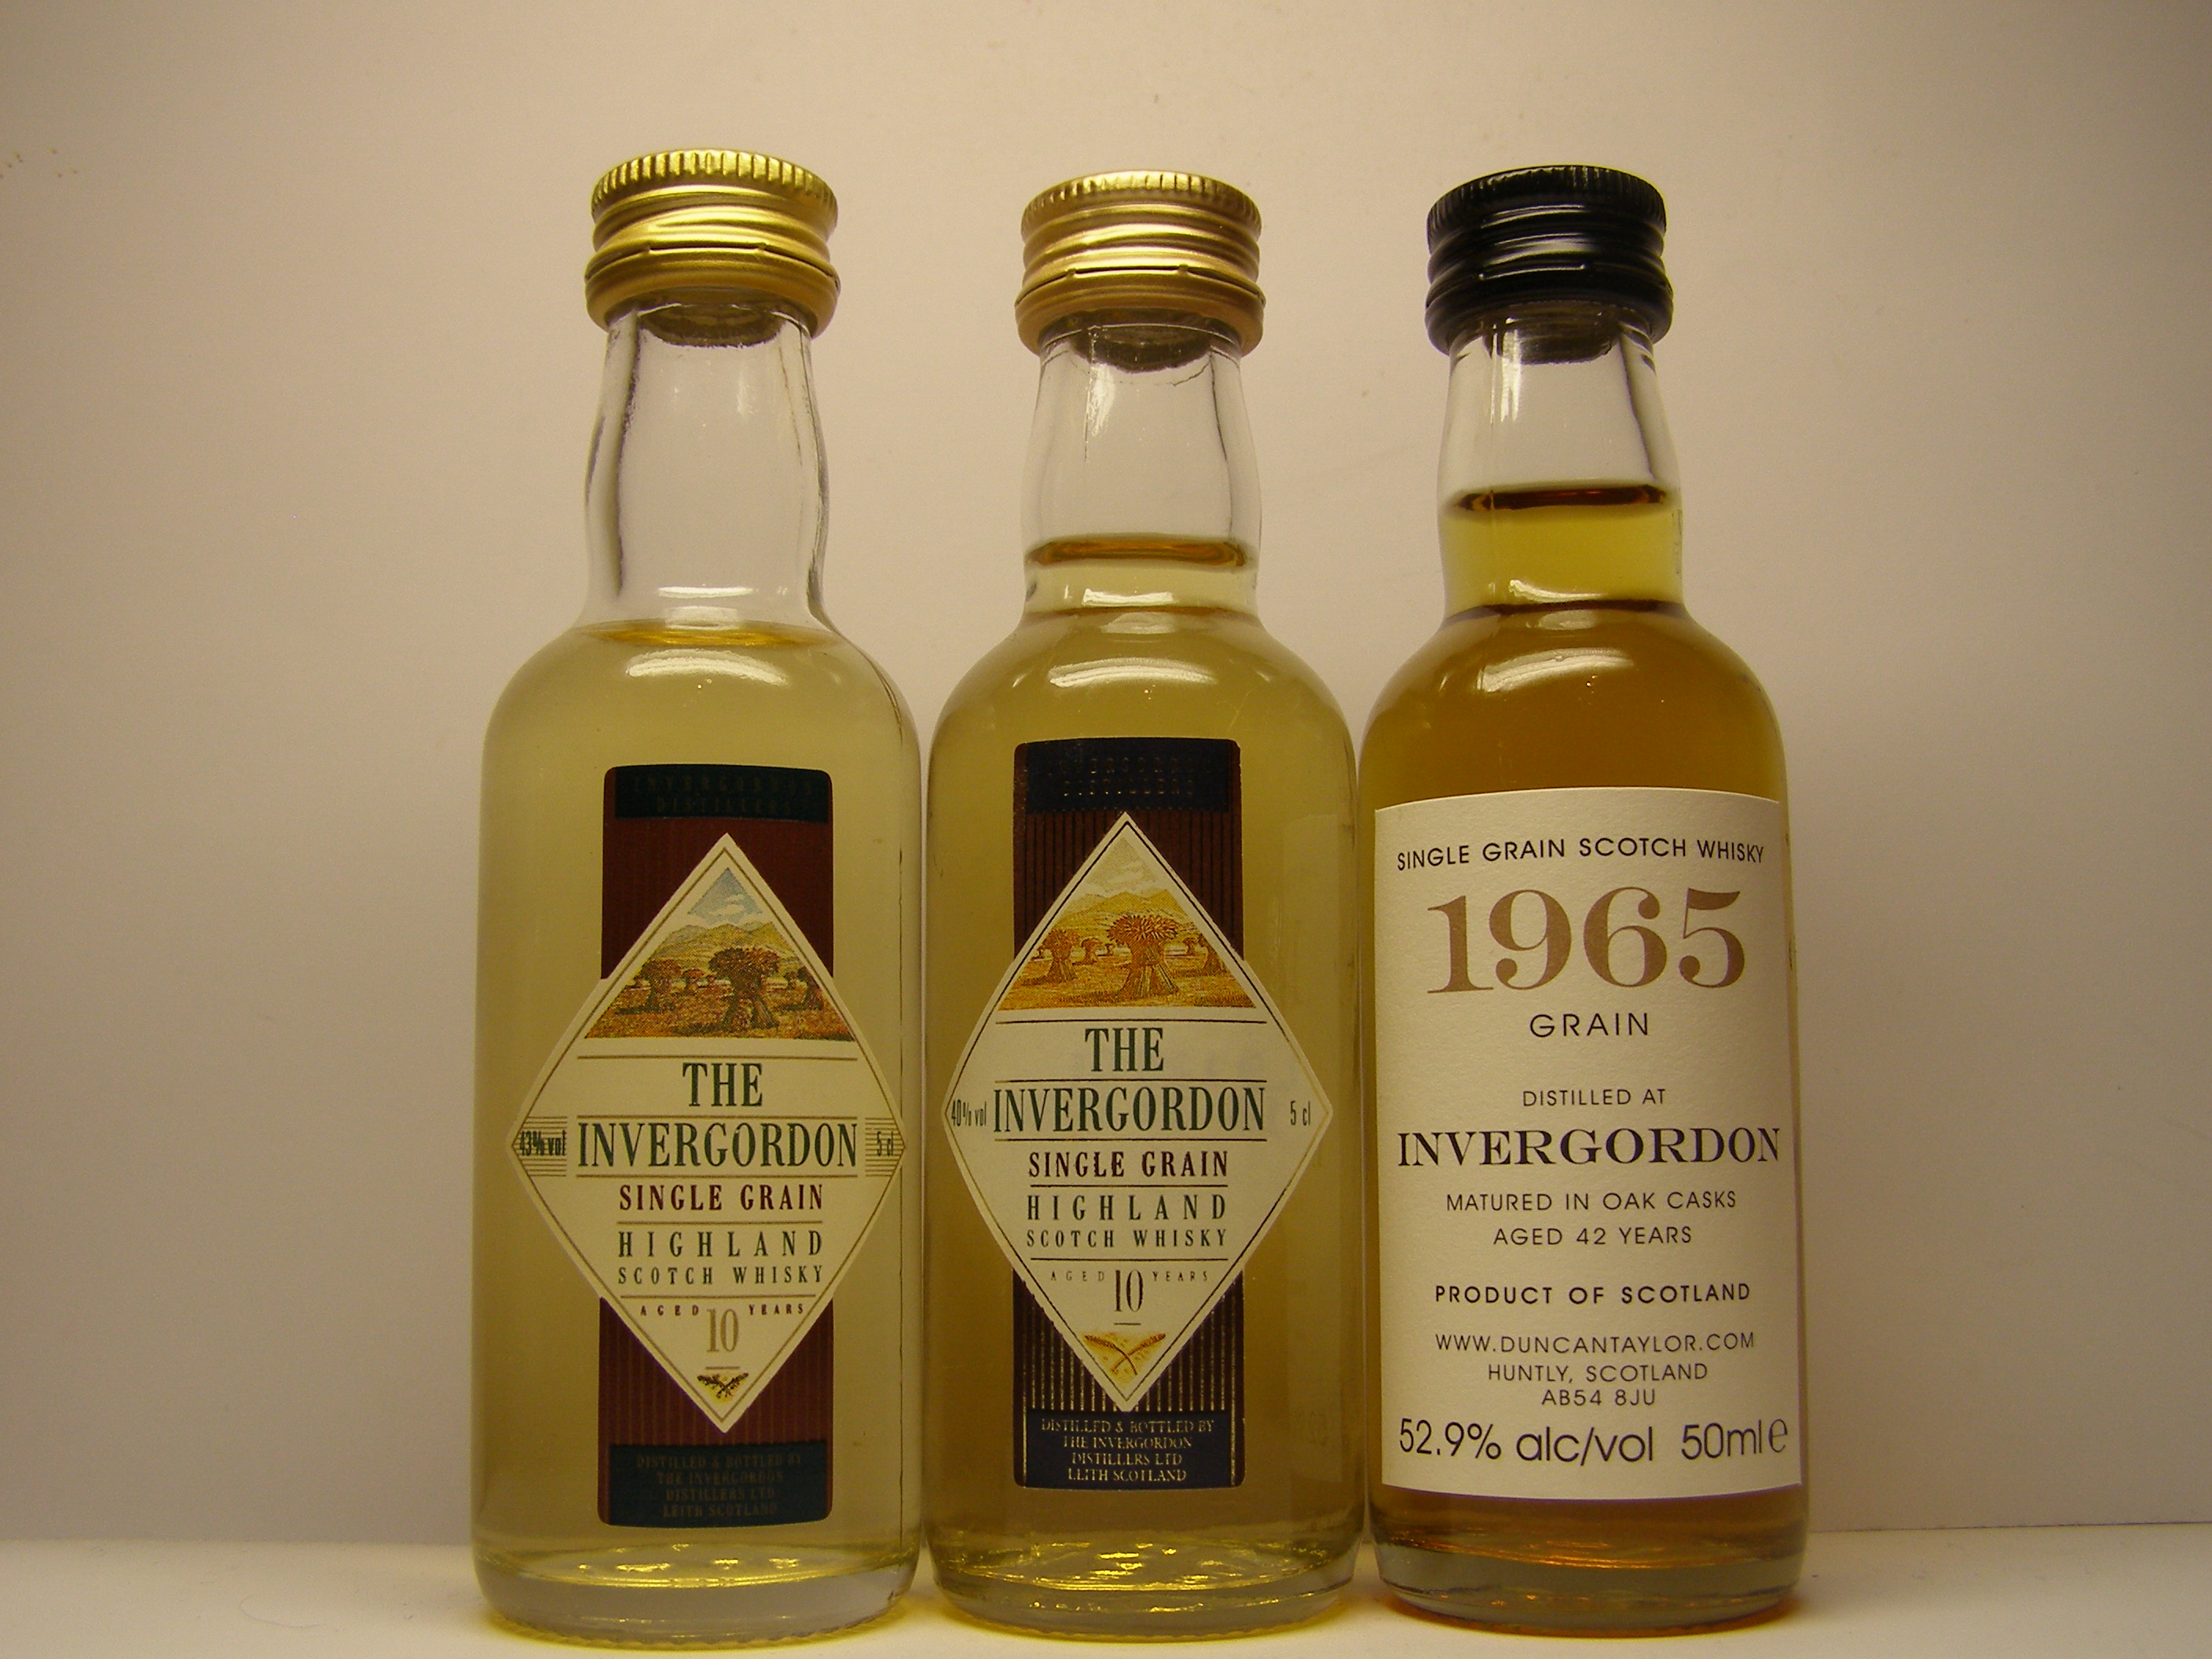 INVERGORDON
DISTILLERS
THE
43% vol INVERGORDON 5 cl
SINGLE GRAIN
HIGHLAND
SCOTCH WHISKY
AGED 10 YEARS
DISTILLED & BOTTLED BY
THE INVERGORDON
DISTILLERS LTD
LEITH SCOTLAND
INVERGORDON
DISTILLERS
THE
40% vol INVERGORDON 5 cl
SINGLE GRAIN
HIGHLAND
SCOTCH WHISKY
AGED 10 YEARS
DISTILLED & BOTTLED BY
THE INVERGORDON
DISTILLERS LTD
LEITH SCOTLAND
SINGLE GRAIN SCOTCH WHISKY
1965
GRAIN
DISTILLED AT
INVERGORDON
MATURED IN OAK CASKS
AGED 42 YEARS
PRODUCT OF SCOTLAND
WWW.DUNCANTAYLOR.COM
HUNTLY, SCOTLAND
AB54 8JU
52.9% alc/vol 50ml e